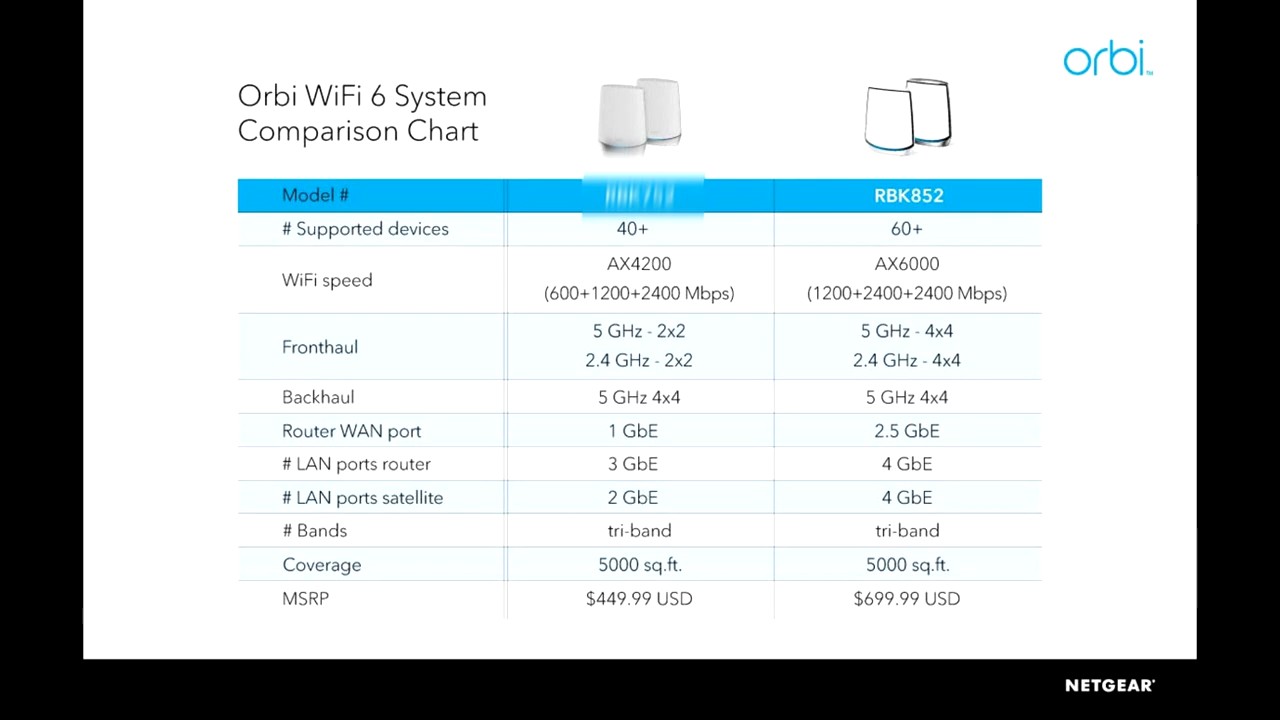 orbi™
Orbi WiFi 6 System
Comparison Chart
Model # RBK852
# Supported devices 40+ 60+
WiFi speed AX4200 (600+1200+2400 Mbps) AX6000 (1200+2400+2400 Mbps)
Fronthaul 5 GHz - 2x2 2.4 GHz - 2x2 5 GHz - 4x4 2.4 GHz - 4x4
Backhaul 5 GHz 4x4 5 GHz 4x4
Router WAN port 1 GbE 2.5 GbE
# LAN ports router 3 GbE 4 GbE
# LAN ports satellite 2 GbE 4 GbE
# Bands tri-band tri-band
Coverage 5000 sq.ft. 5000 sq.ft.
MSRP $449.99 USD $699.99 USD
NETGEAR®